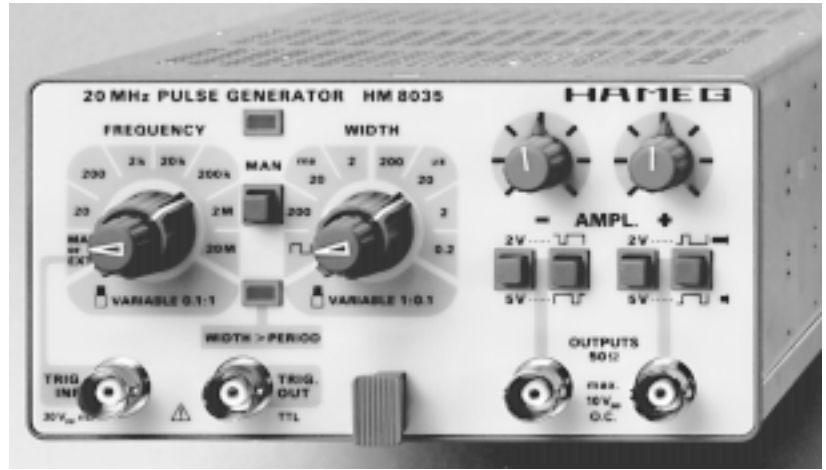 20 MHz PULSE GENERATOR HM 8035
HAMEG
FREQUENCY
WIDTH
MAN
2k 20k
200 200k
20 2M
20M
ms 2 200 µs
20 20
200 2
0.2
VARIABLE 0.1:1
VARIABLE 1:0.1
WIDTH > PERIOD
- AMPL. +
2V 2V
5V 5V
OUTPUTS
50Ω
max.
10V
O.C.
TRIG.
OUT
TTL
TRIG
INP